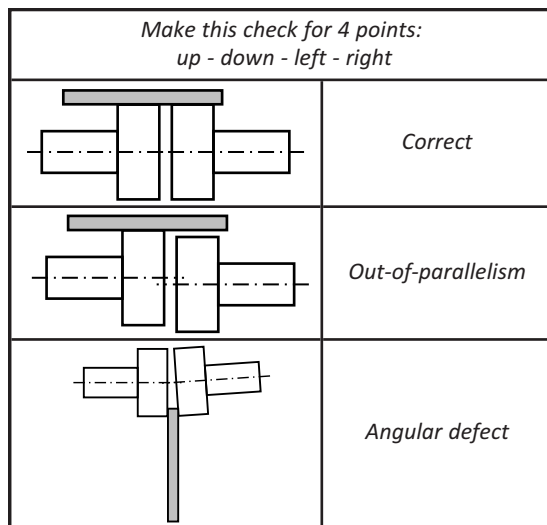 Make this check for 4 points:
up - down - left - right
Correct
Out-of-parallelism
Angular defect